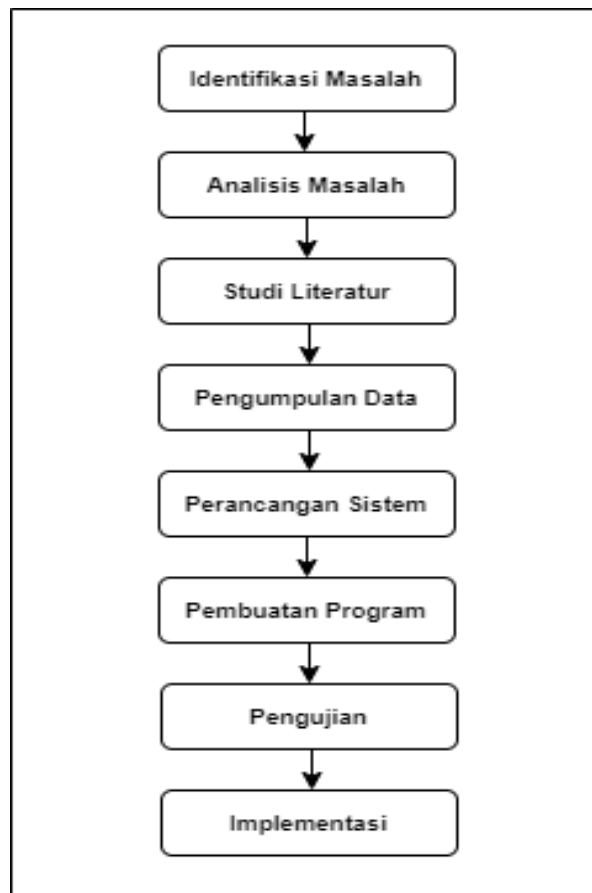 Identifikasi Masalah
Analisis Masalah
Studi Literatur
Pengumpulan Data
Perancangan Sistem
Pembuatan Program
Pengujian
Implementasi